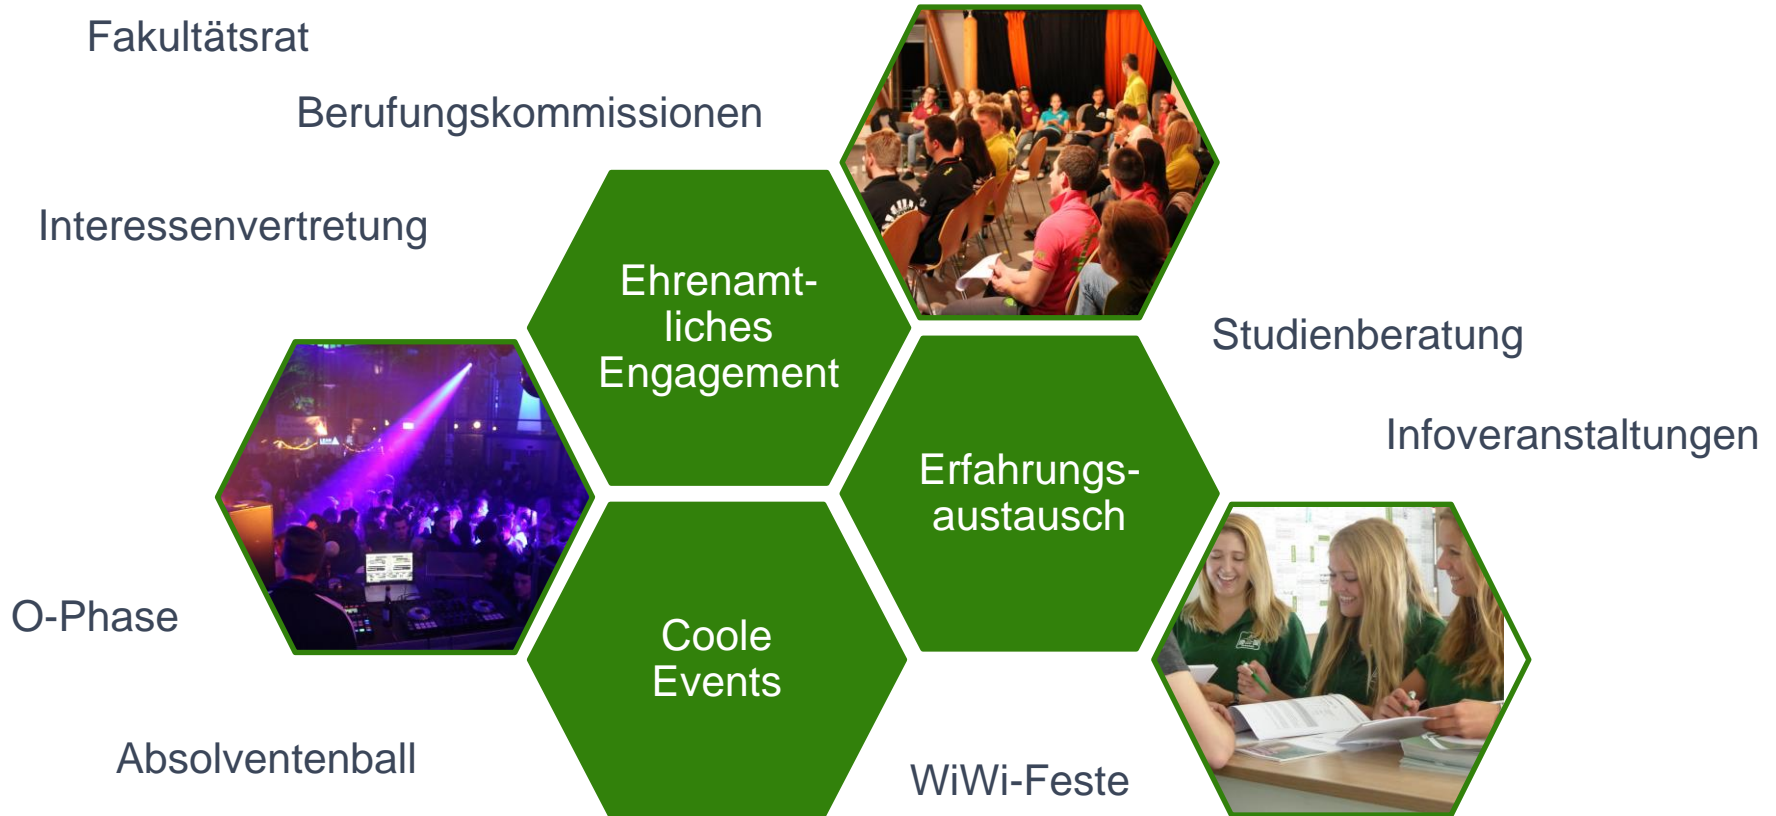 Fakultätsrat
Berufungskommissionen
Interessenvertretung
Ehrenamt-
liches
Engagement
Studienberatung
Infoveranstaltungen
Erfahrungs-
austausch
O-Phase
Coole
Events
Absolventenball
WiWi-Feste